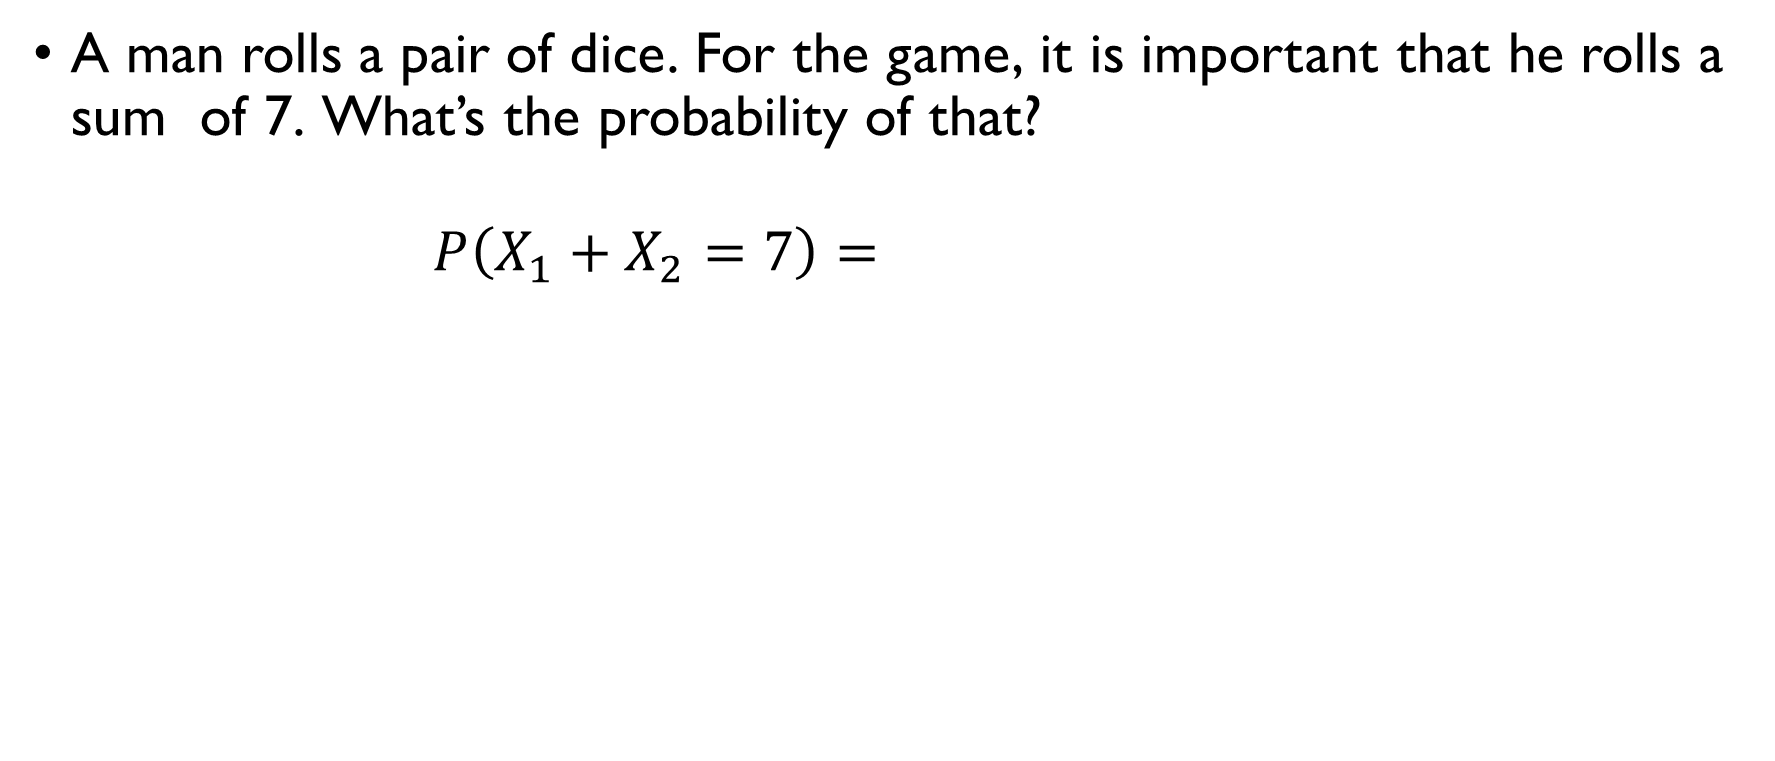 • A man rolls a pair of dice. For the game, it is important that he rolls a
sum  of 7. What’s the probability of that?
P(X₁ + X₂ = 7) =